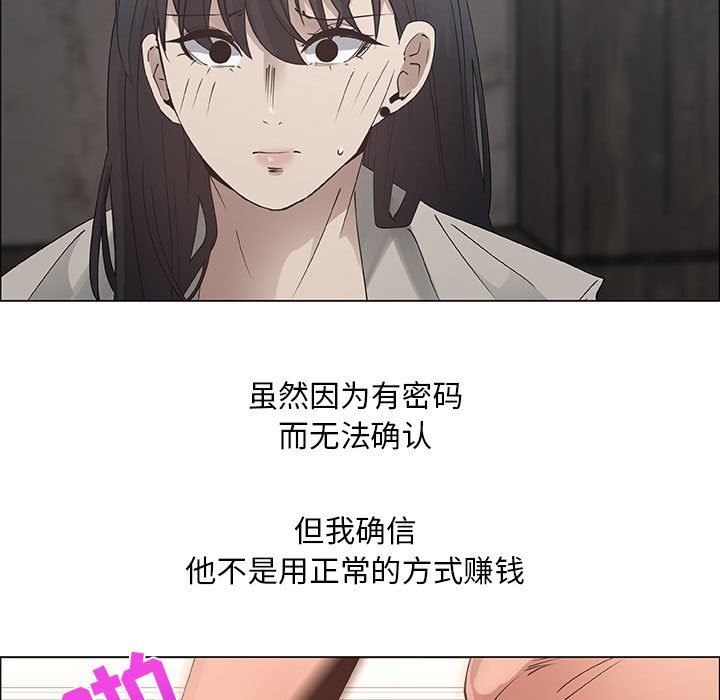 虽然因为有密码
而无法确认
但我确信
他不是用正常的方式赚钱
啪